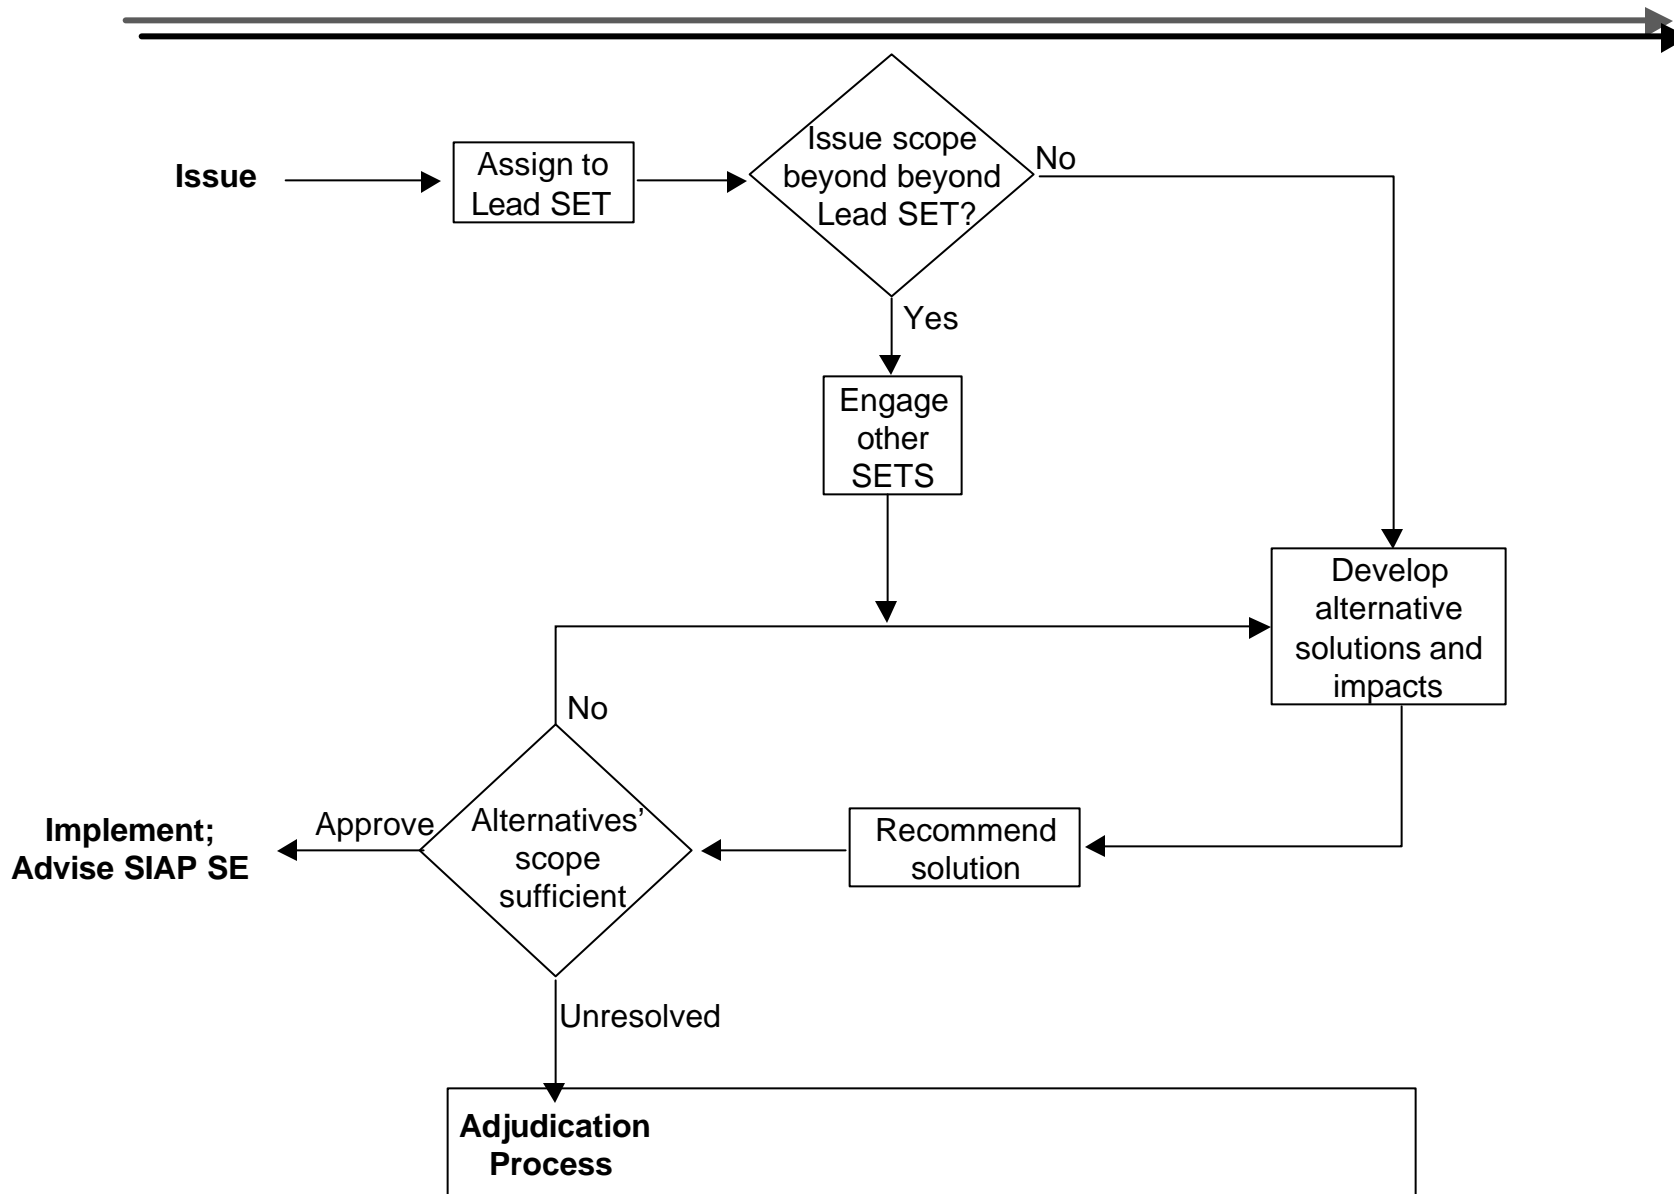 Issue
Assign to
Lead SET
Issue scope
beyond beyond
Lead SET?
No
Yes
Engage
other
SETS
Develop
alternative
solutions and
impacts
No
Implement;
Advise SIAP SE
Approve
Alternatives’
scope
sufficient
Recommend
solution
Unresolved
Adjudication
Process